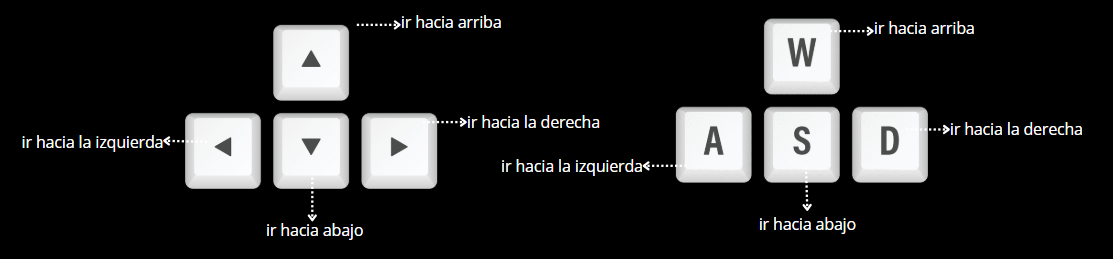 ir hacia arriba
ir hacia la izquierda
ir hacia la derecha
ir hacia abajo
W
ir hacia arriba
A
S
D
ir hacia la izquierda
ir hacia la derecha
ir hacia abajo